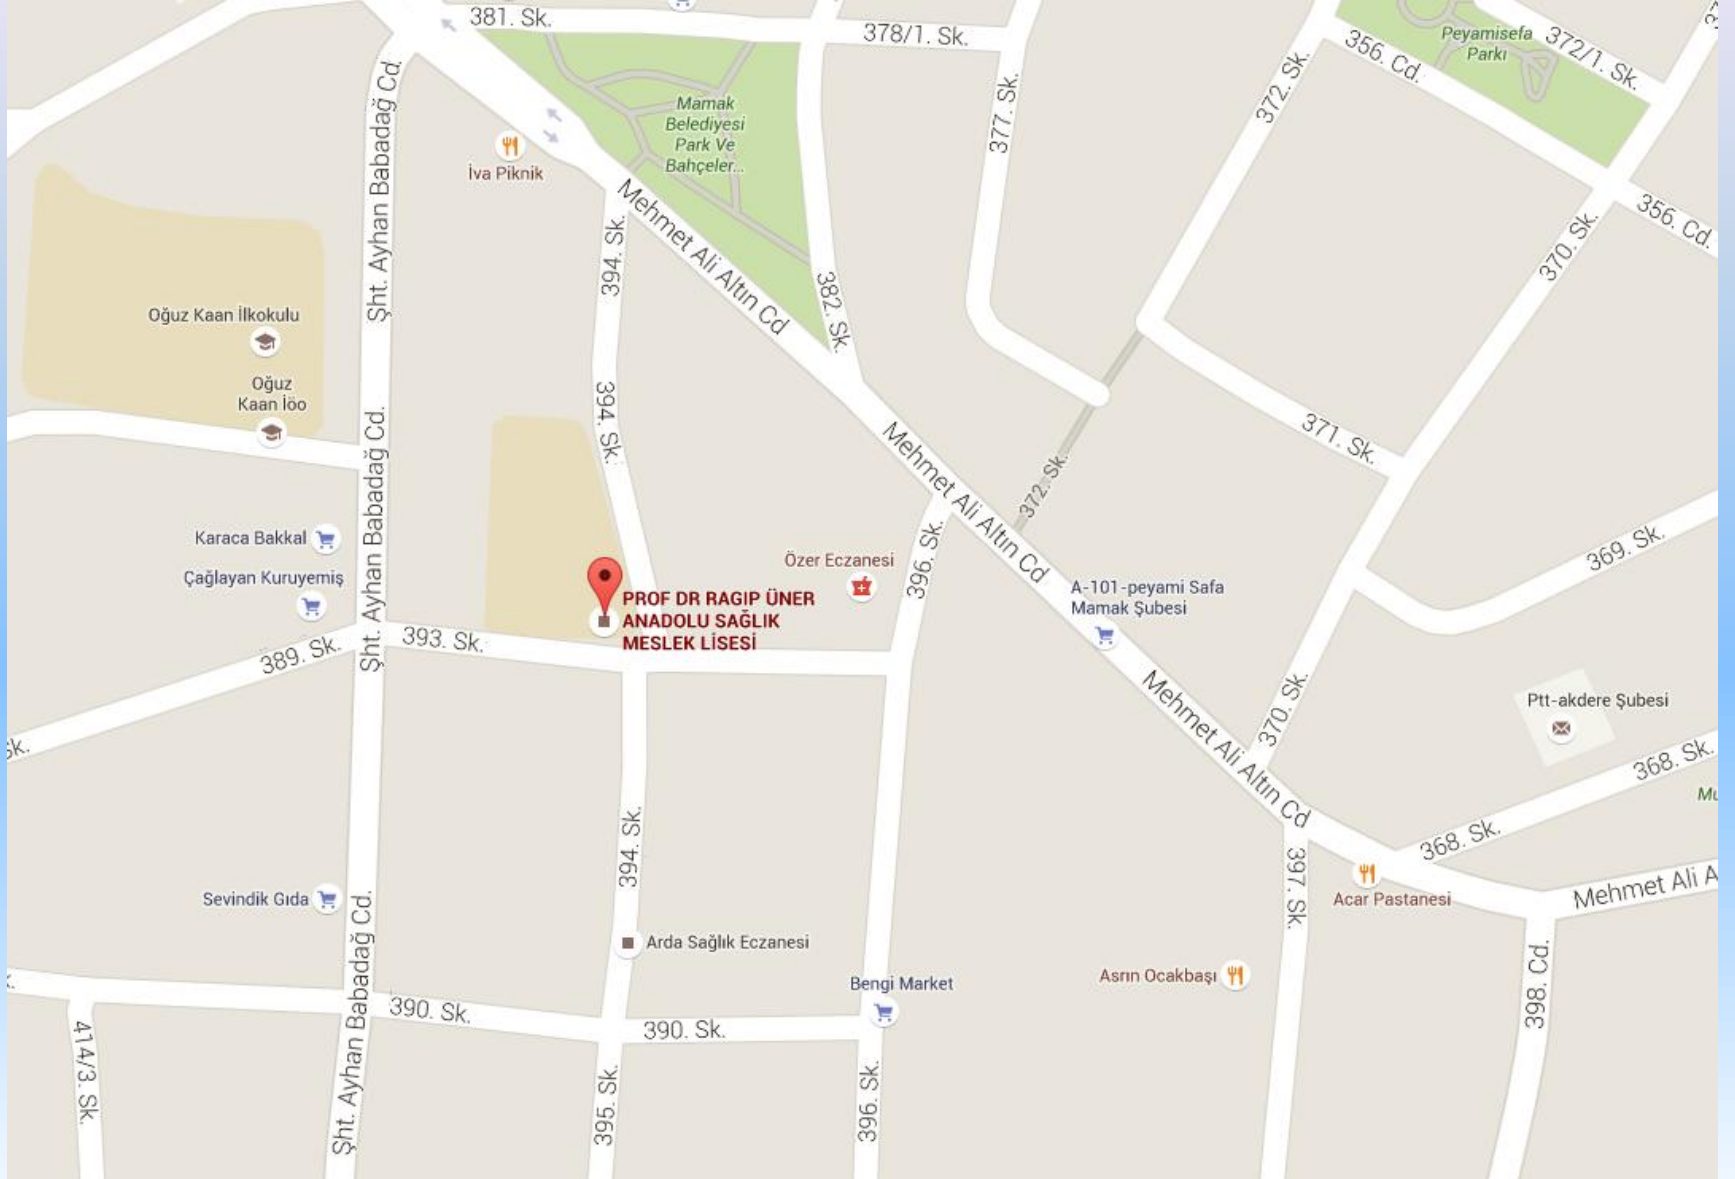 381. Sk.
378/1. Sk.
Peyamisefa
Parkı
372/1. Sk.
356. Cd.
372. Sk.
377. Sk.
Şht. Ayhan Babadağ Cd.
Mamak
Belediyesi
Park Ve
Bahçeler...
İva Piknik
Mehmet Ali Altın Cd
394. Sk.
382. Sk.
356. Cd.
370. Sk.
Oğuz Kaan İlkokulu
Oğuz
Kaan İöo
394. Sk.
Şht. Ayhan Babadağ Cd.
Mehmet Ali Altın Cd
371. Sk.
372. Sk.
Karaca Bakkal
Çağlayan Kuruyemiş
Özer Eczanesi
396. Sk.
369. Sk.
A-101-peyami Safa
Mamak Şubesi
PROF DR RAGIP ÜNER
ANADOLU SAĞLIK
MESLEK LİSESİ
389. Sk.
393. Sk.
Sk.
370. Sk.
Mehmet Ali Altın Cd
Ptt-akdere Şubesi
368. Sk.
Mu
368. Sk.
394. Sk.
397. Sk.
Acar Pastanesi
Mehmet Ali A
Sevindik Gıda
Şht. Ayhan Babadağ Cd.
Arda Sağlık Eczanesi
Bengi Market
Asrın Ocakbaşı
398. Cd.
390. Sk.
390. Sk.
414/3. Sk.
395. Sk.
396. Sk.